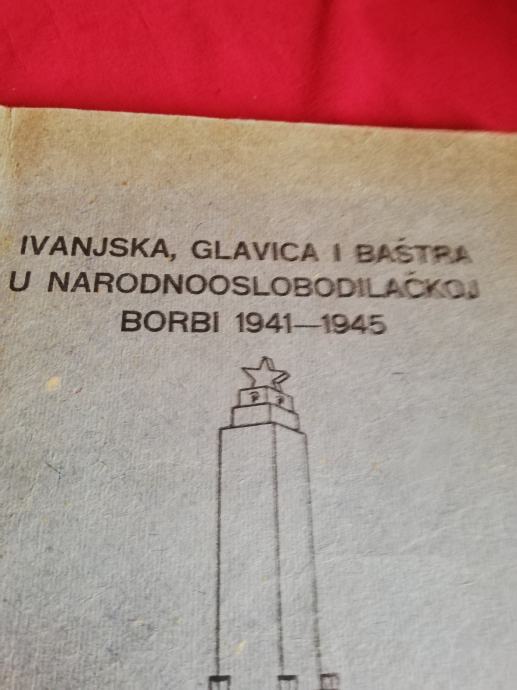 IVANJSKA, GLAVICA I BAŠTRA
U NARODNOOSLOBODILAČKOJ
BORBI 1941—1945